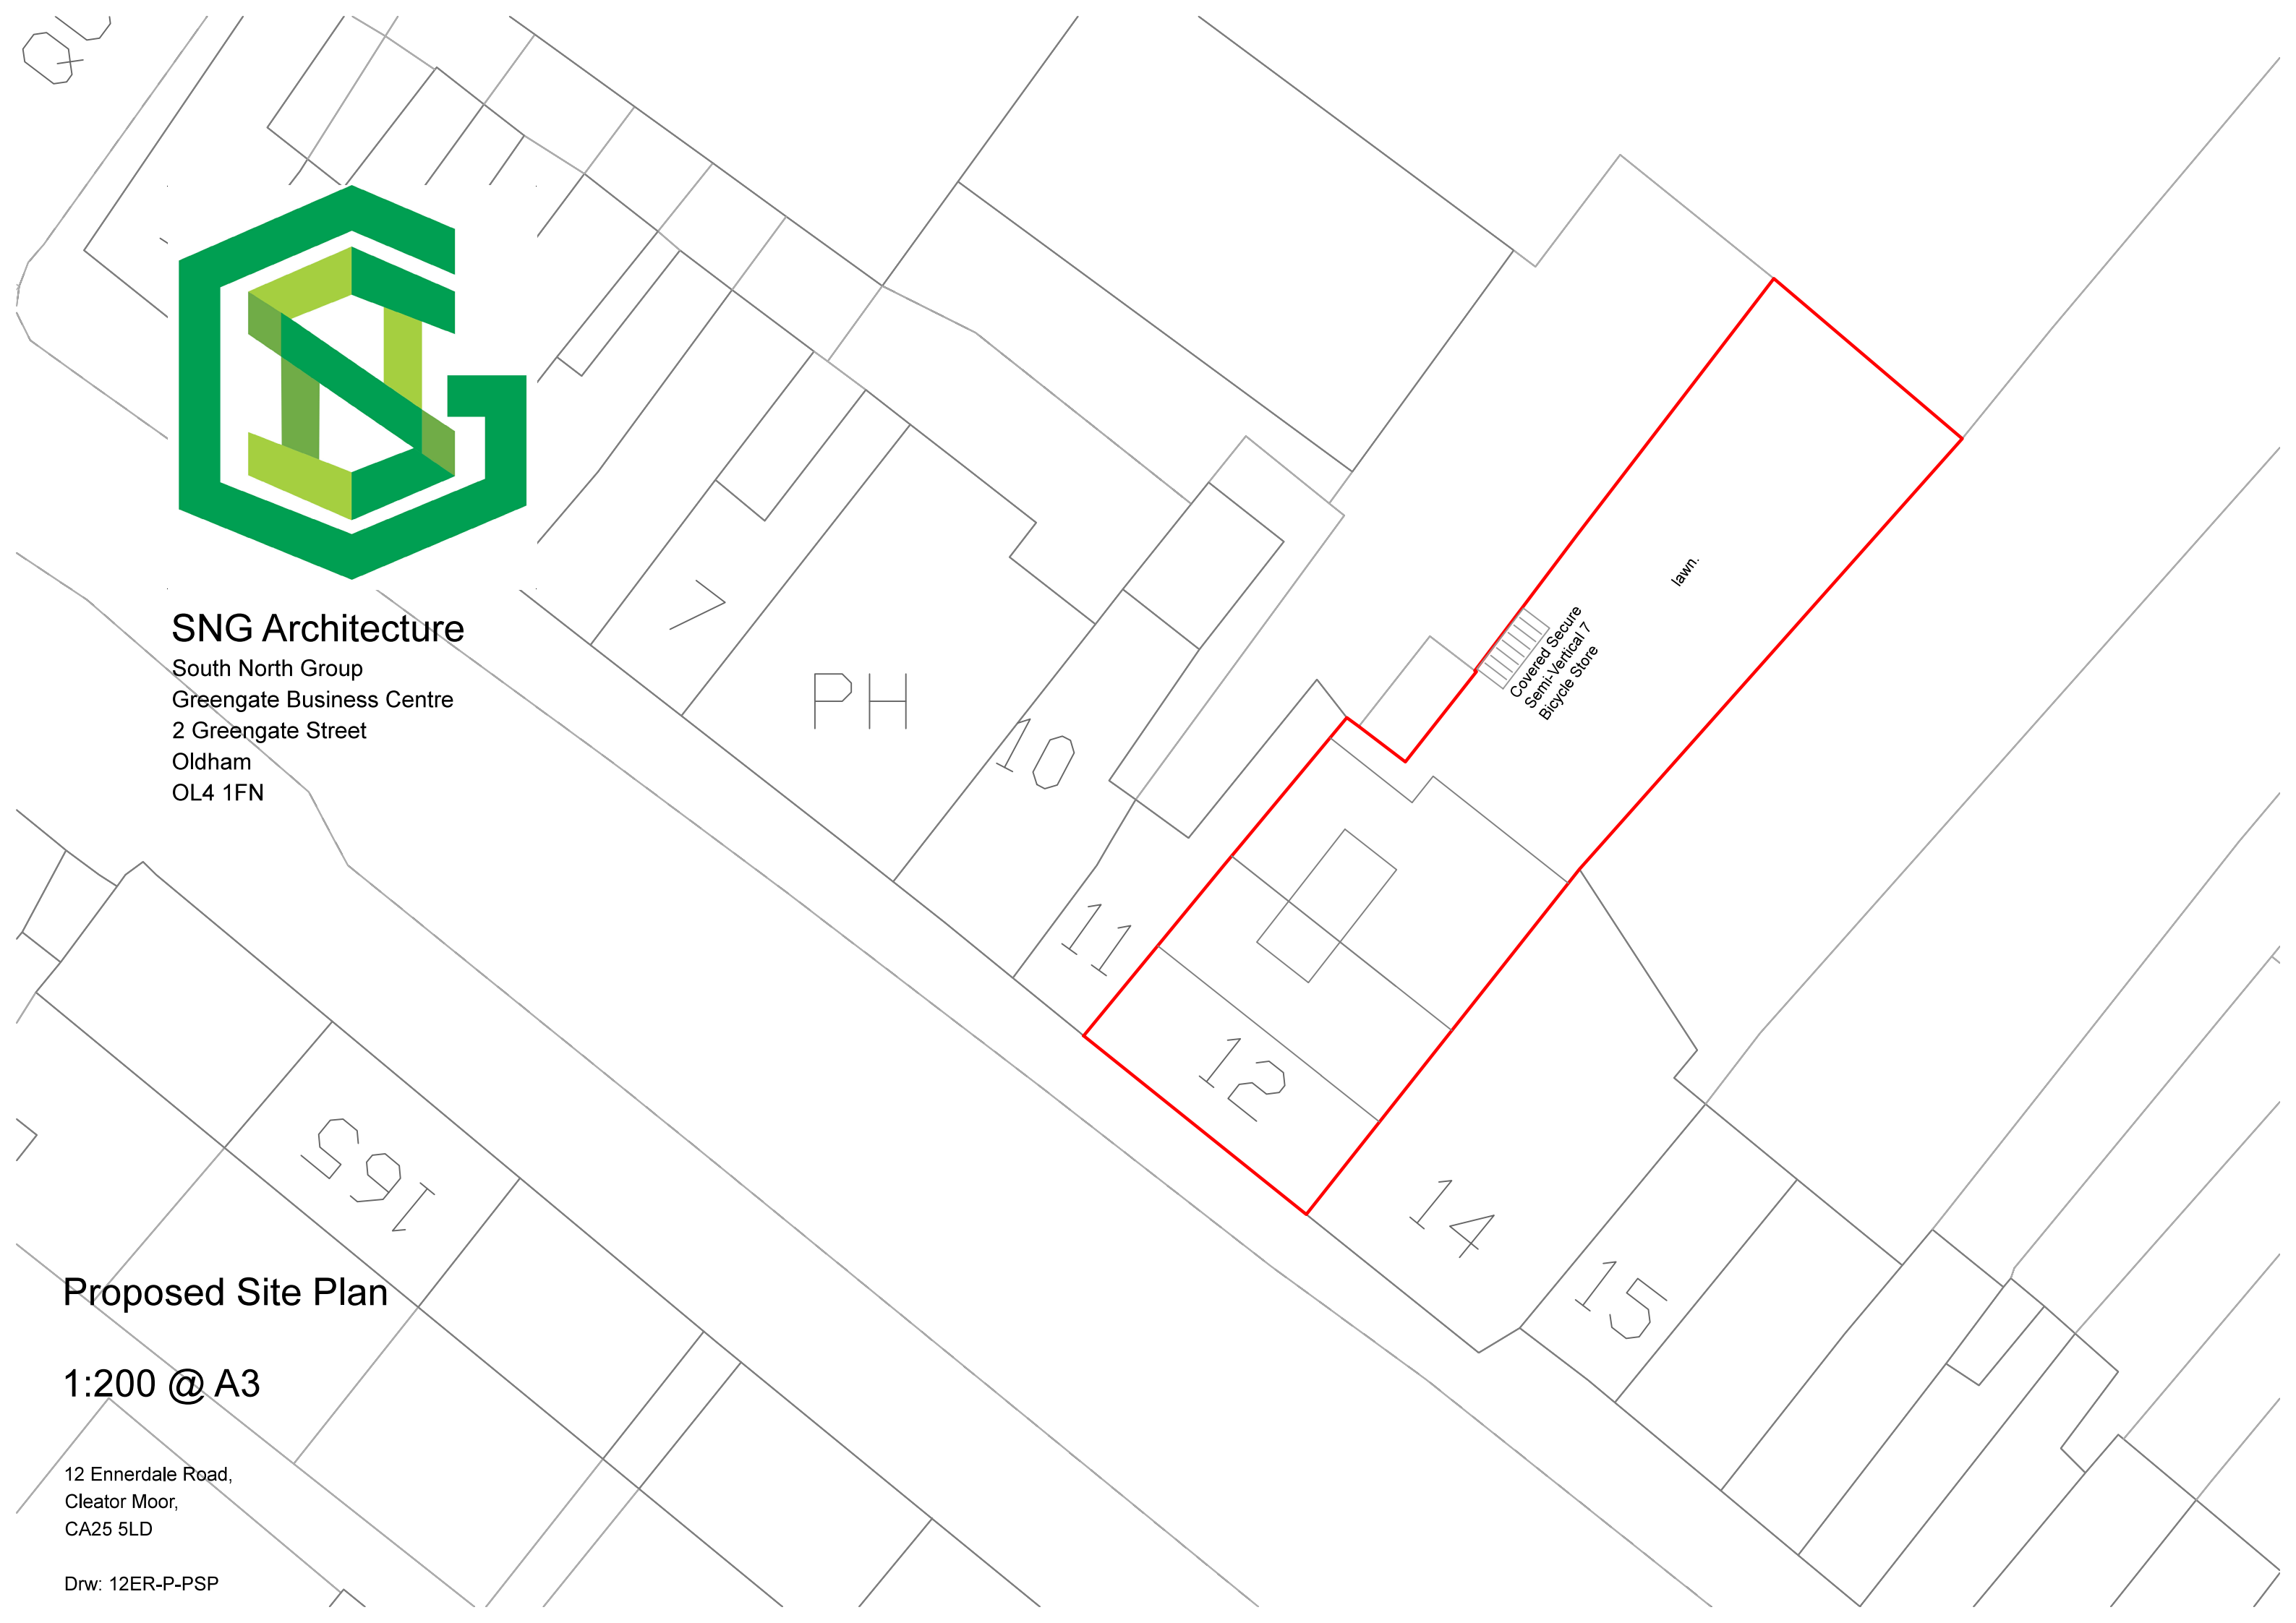 SNG Architecture
South North Group
Greengate Business Centre
2 Greengate Street
Oldham
OL4 1FN
7
PH
10
11
12
14
15
165
lawn.
Covered Secure
Semi-Vertical 7
Bicycle Store
Proposed Site Plan
1:200 @ A3
12 Ennerdale Road,
Cleator Moor,
CA25 5LD
Drw: 12ER-P-PSP